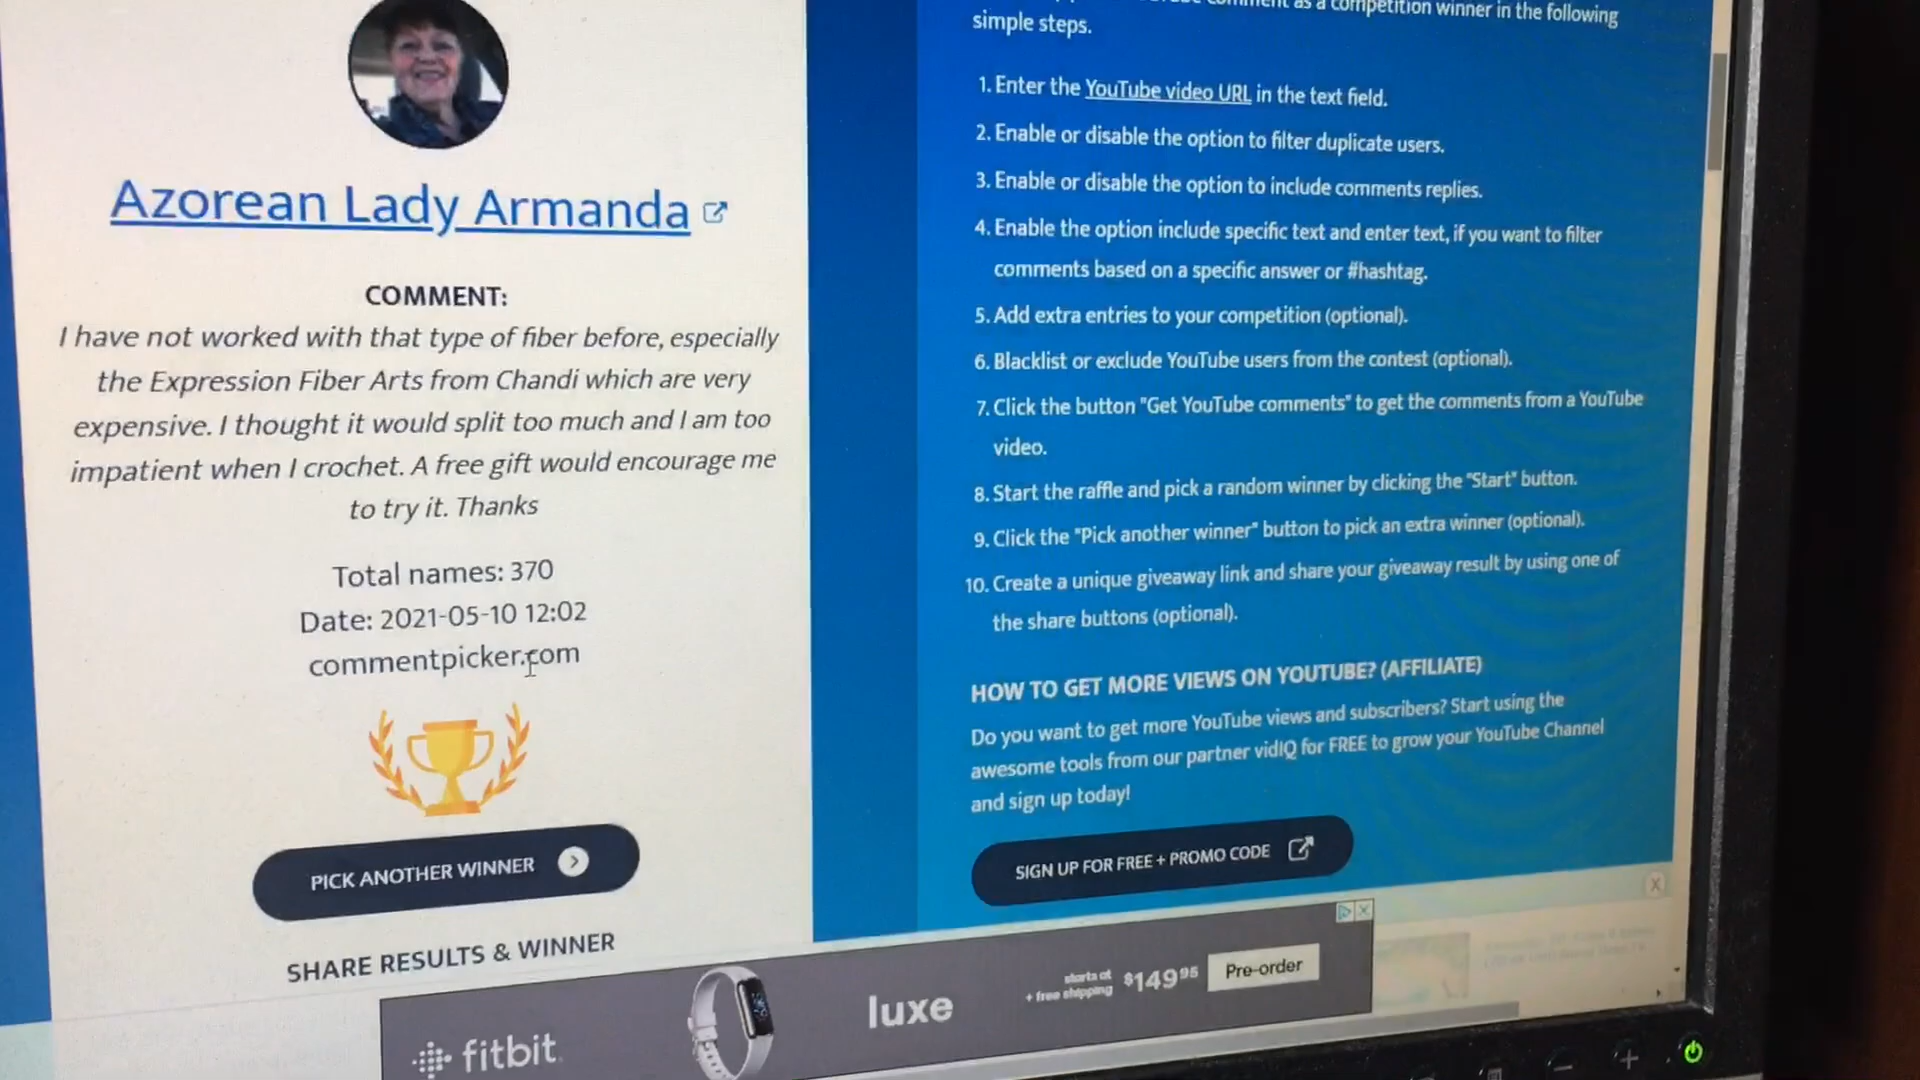 Azorean Lady Armanda
COMMENT:
I have not worked with that type of fiber before, especially
the Expression Fiber Arts from Chandi which are very
expensive. I thought it would split too much and I am too
impatient when I crochet. A free gift would encourage me
to try it. Thanks
Total names: 370
Date: 2021-05-10 12:02
commentpicker.com
PICK ANOTHER WINNER
SHARE RESULTS & WINNER
comment as a competition winner in the following
simple steps.
1. Enter the YouTube video URL in the text field.
2. Enable or disable the option to filter duplicate users.
3. Enable or disable the option to include comments replies.
4. Enable the option include specific text and enter text, if you want to filter
comments based on a specific answer or #hashtag.
5. Add extra entries to your competition (optional).
6. Blacklist or exclude YouTube users from the contest (optional).
7. Click the button "Get YouTube comments" to get the comments from a YouTube
video.
8. Start the raffle and pick a random winner by clicking the "Start" button.
9. Click the "Pick another winner" button to pick an extra winner (optional).
10. Create a unique giveaway link and share your giveaway result by using one of
the share buttons (optional).
HOW TO GET MORE VIEWS ON YOUTUBE? (AFFILIATE)
Do you want to get more YouTube views and subscribers? Start using the
awesome tools from our partner vidIQ for FREE to grow your YouTube Channel
and sign up today!
SIGN UP FOR FREE + PROMO CODE
fitbit
luxe
starts at
+ free shipping
$149.95
Pre-order